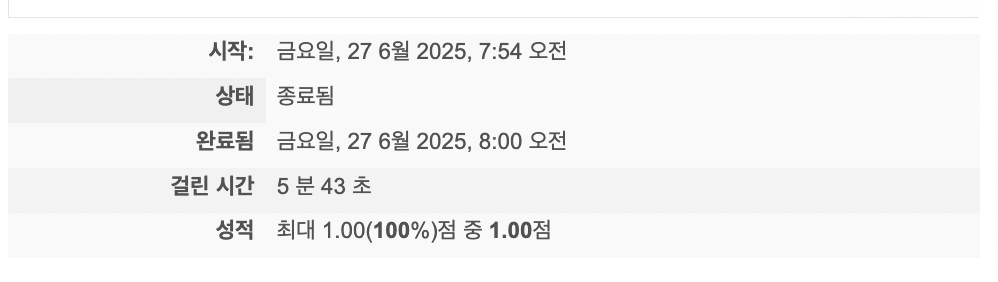 시작: 금요일, 27 6월 2025, 7:54 오전
상태 종료됨
완료됨 금요일, 27 6월 2025, 8:00 오전
걸린 시간 5 분 43 초
성적 최대 1.00(100%)점 중 1.00점